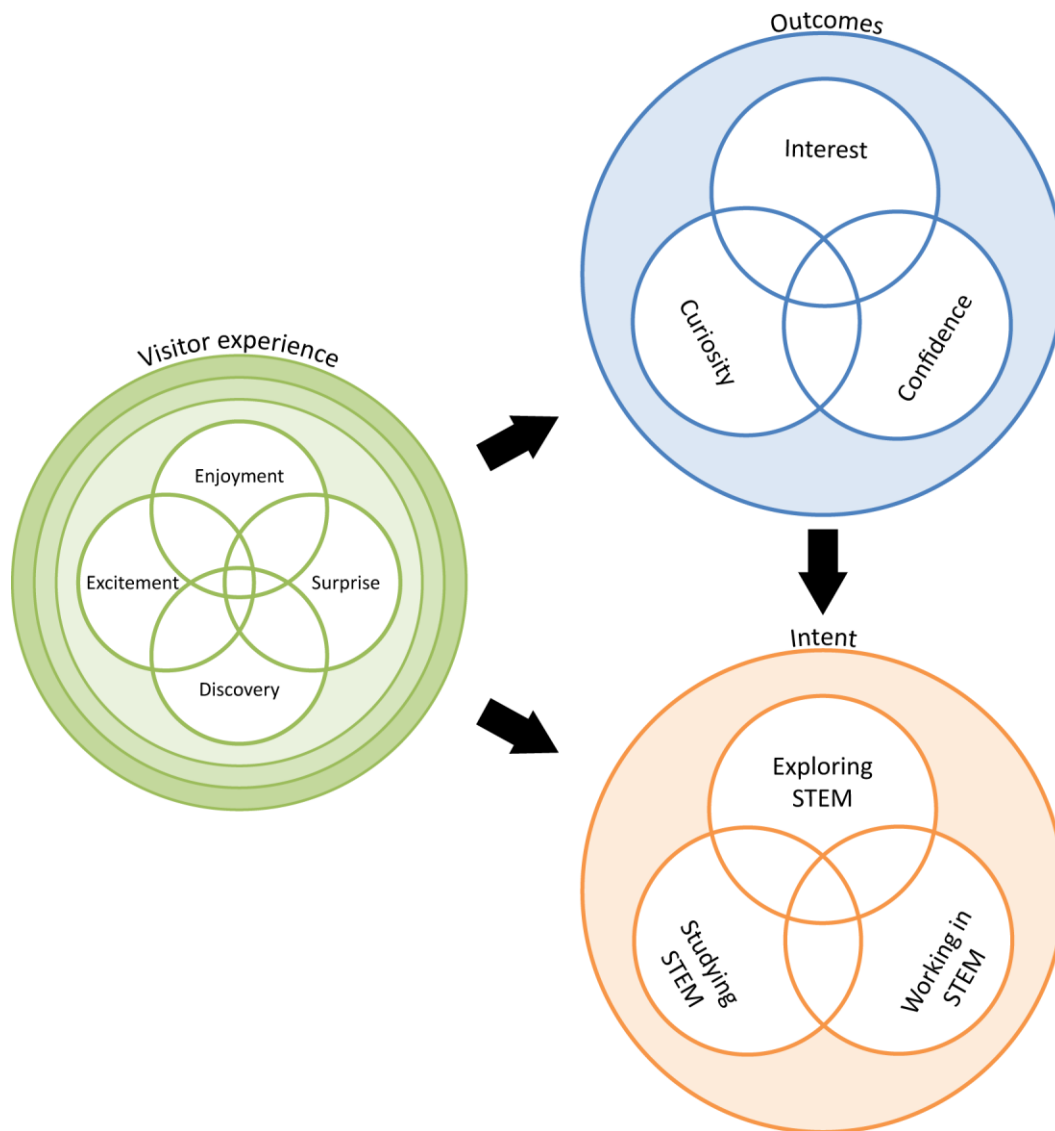 Outcomes
Interest
Curiosity
Confidence
Visitor experience
Enjoyment
Excitement
Surprise
Discovery
Intent
Exploring
STEM
Studying
STEM
Working in
STEM